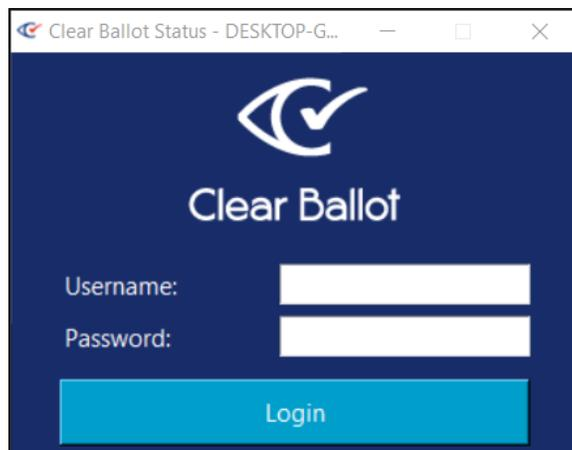 Clear Ballot Status - DESKTOP-G...
Clear Ballot
Username:
Password:
Login